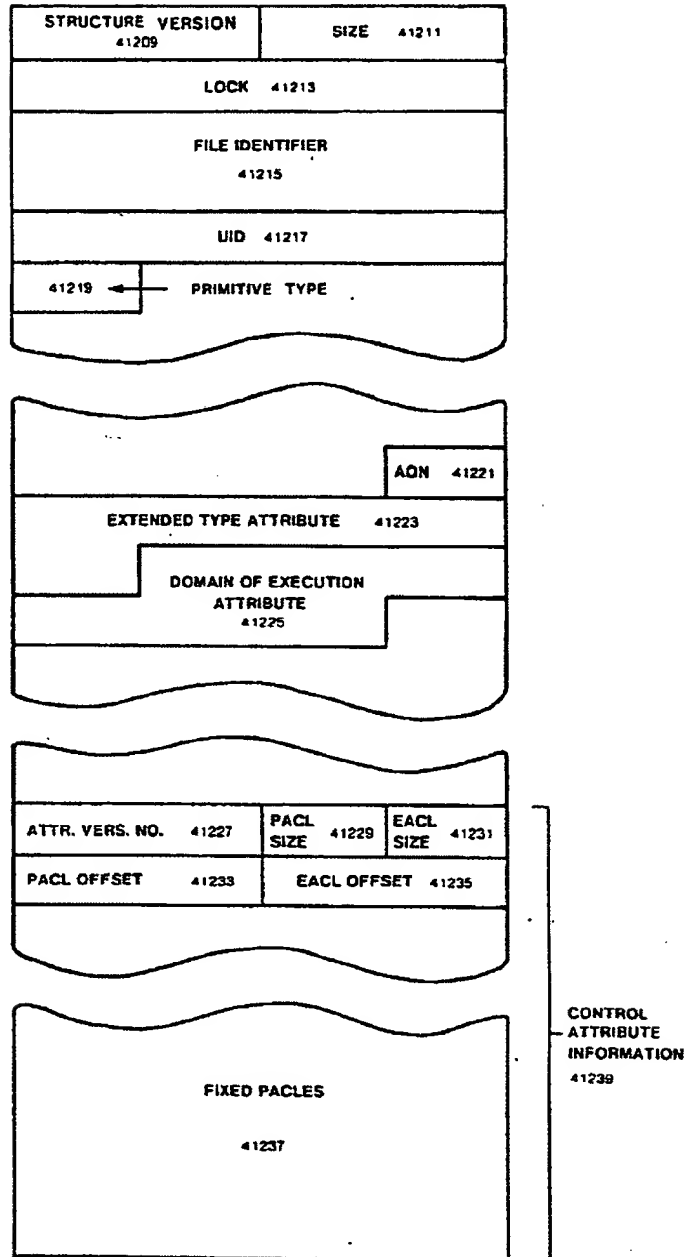 STRUCTURE VERSION
41209
SIZE 41211
LOCK 41213
FILE IDENTIFIER
41215
UID 41217
41219 PRIMITIVE TYPE
AON 41221
EXTENDED TYPE ATTRIBUTE 41223
DOMAIN OF EXECUTION
ATTRIBUTE
41225
ATTR. VERS. NO. 41227
PACL
SIZE 41229
EACL
SIZE 41231
PACL OFFSET 41233
EACL OFFSET 41235
CONTROL
ATTRIBUTE
INFORMATION
41239
FIXED PACLES
41237